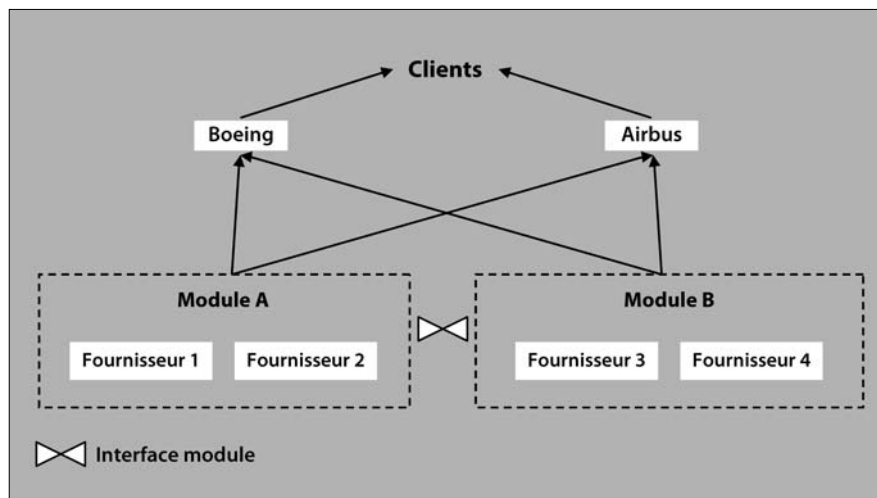 Clients
Boeing
Airbus
Module A
Module B
Fournisseur 1
Fournisseur 2
Fournisseur 3
Fournisseur 4
Interface module